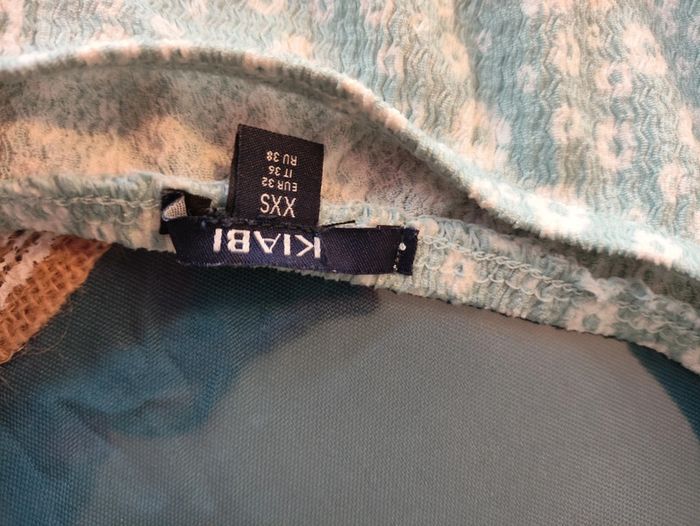 KIABI
XXS
EUR 32
IT 36
RU 38